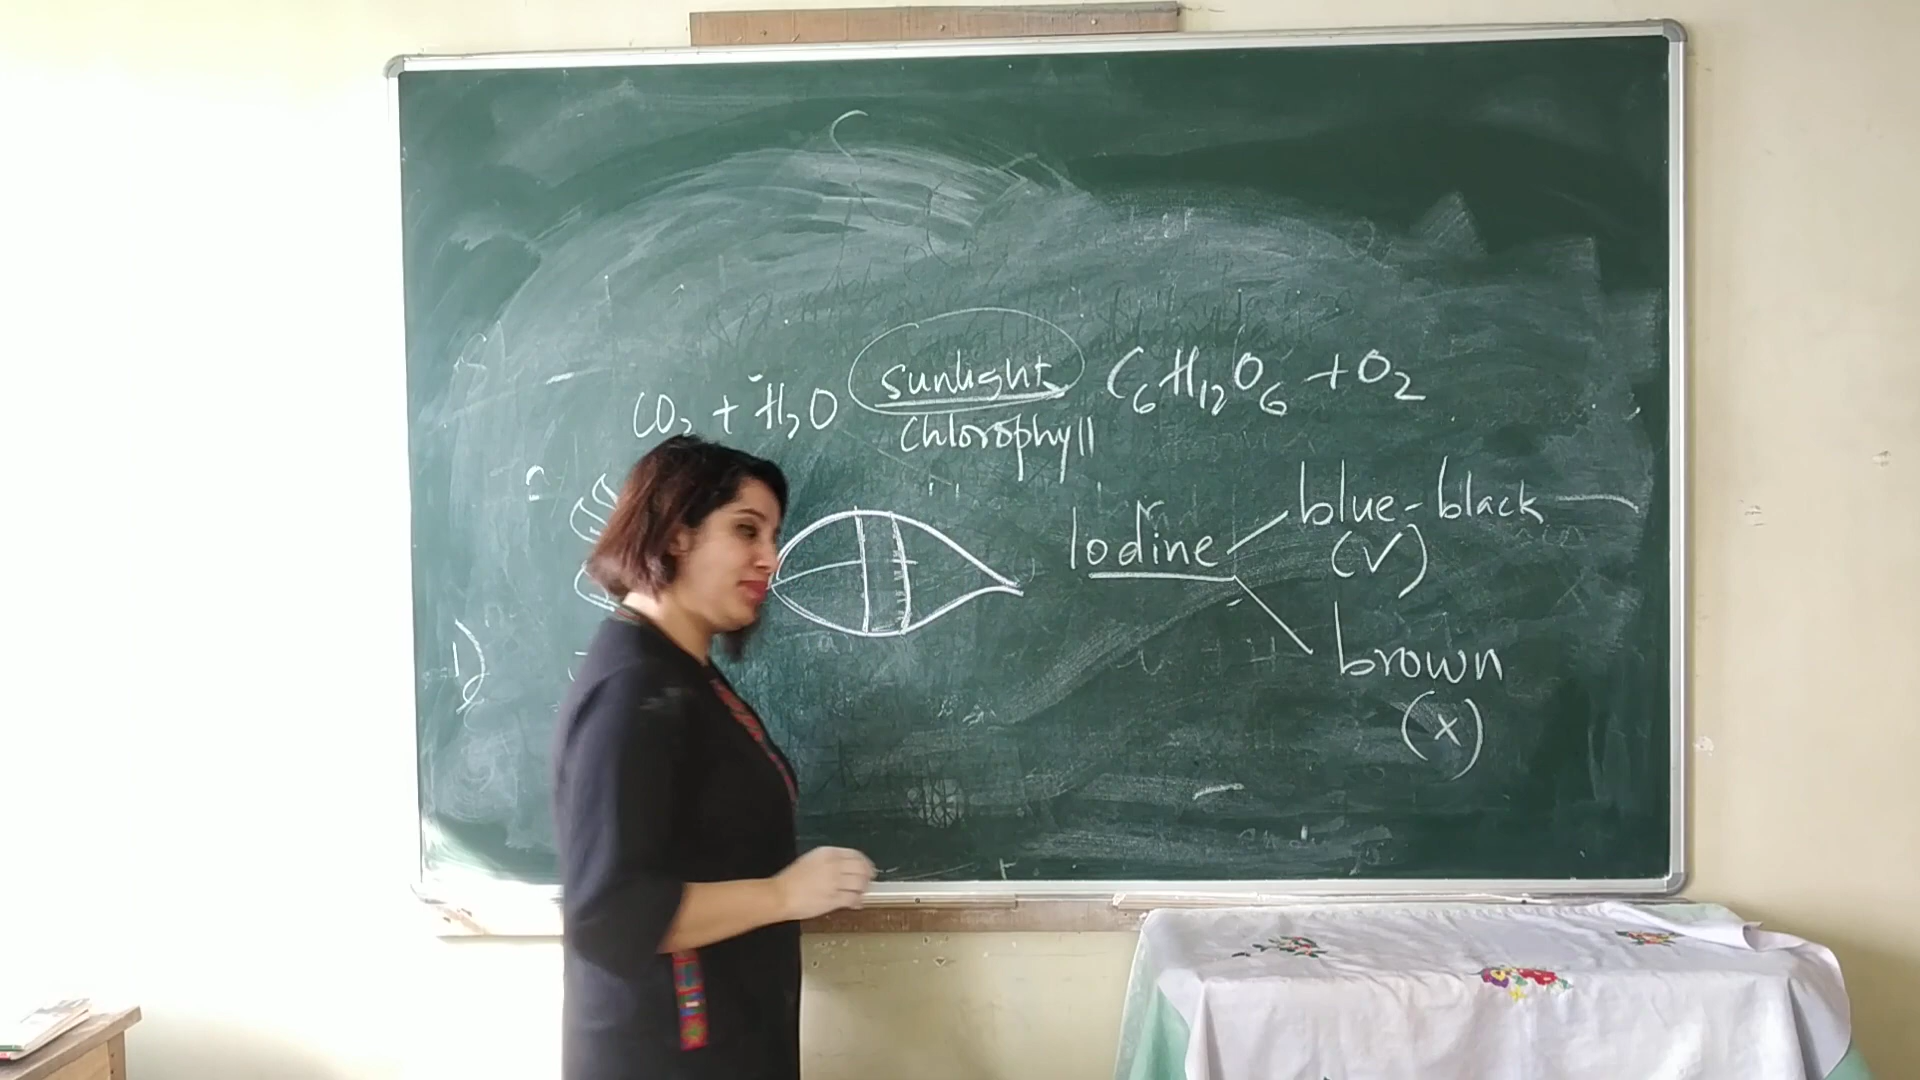 sunlight
CO₂ + H₂O C₆H₁₂O₆ + O₂
Chlorophyll
Iodine
blue-black
(✓)
brown
(x)